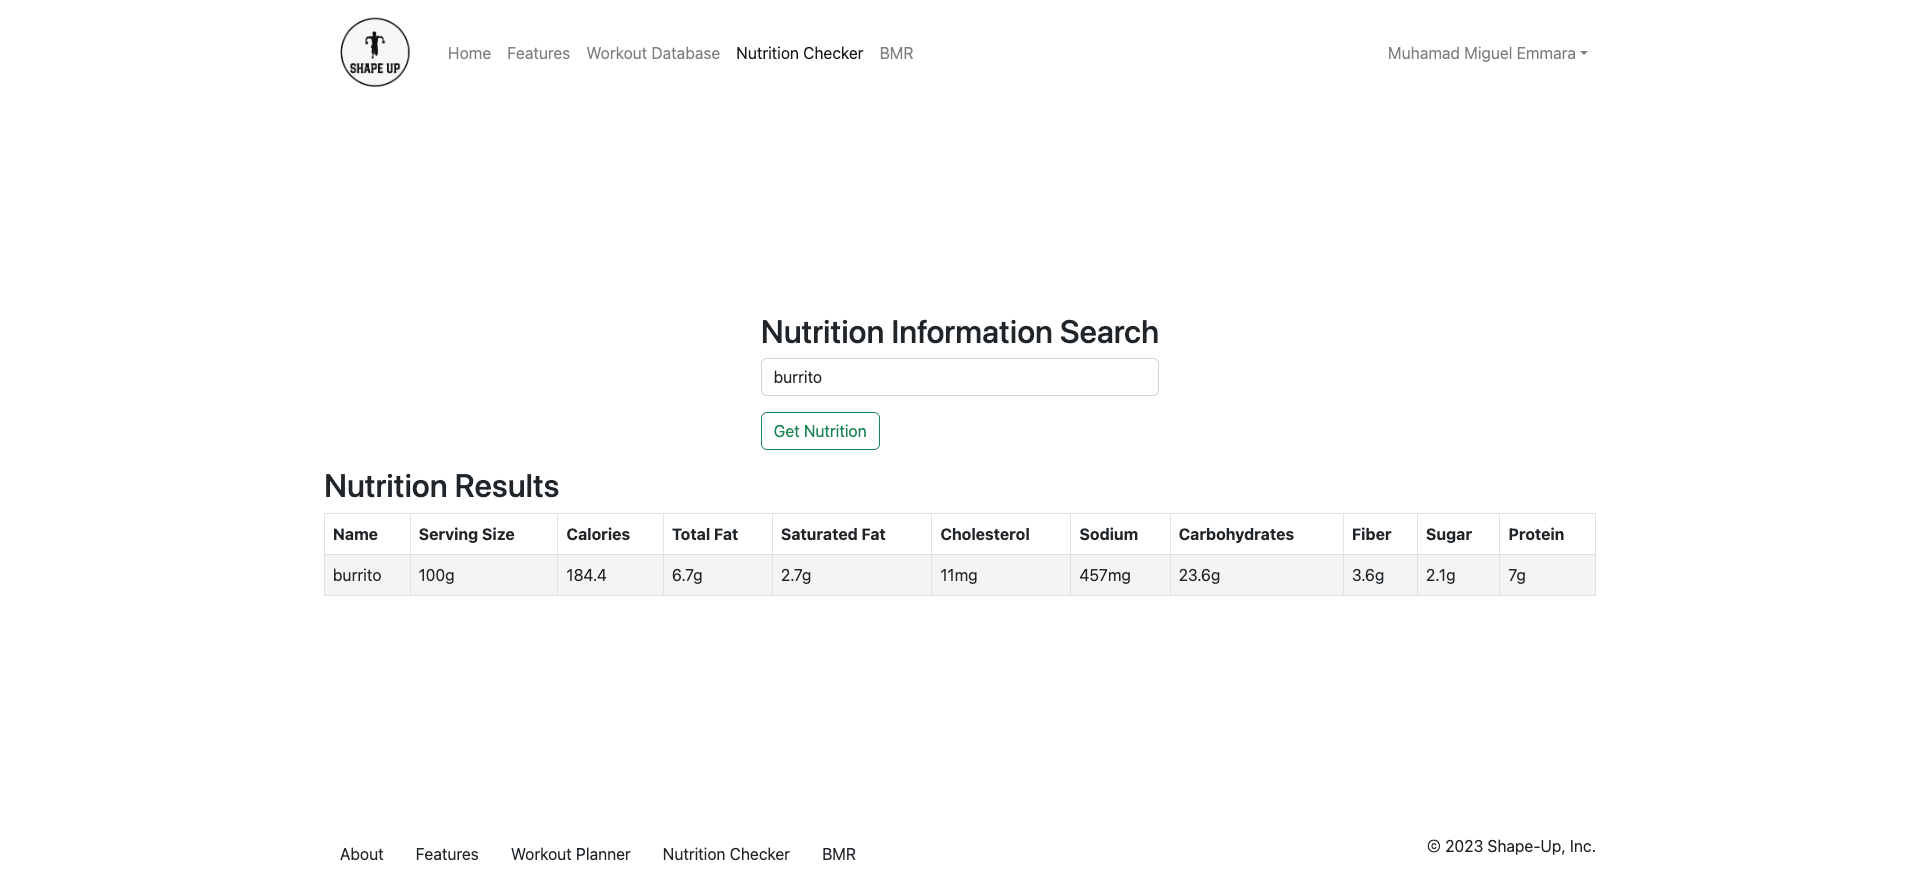 SHAPE UP
Home Features Workout Database Nutrition Checker BMR Muhamad Miguel Emmara
Nutrition Information Search
burrito
Get Nutrition
Nutrition Results
Name Serving Size Calories Total Fat Saturated Fat Cholesterol Sodium Carbohydrates Fiber Sugar Protein
burrito 100g 184.4 6.7g 2.7g 11mg 457mg 23.6g 3.6g 2.1g 7g
About Features Workout Planner Nutrition Checker BMR © 2023 Shape-Up, Inc.